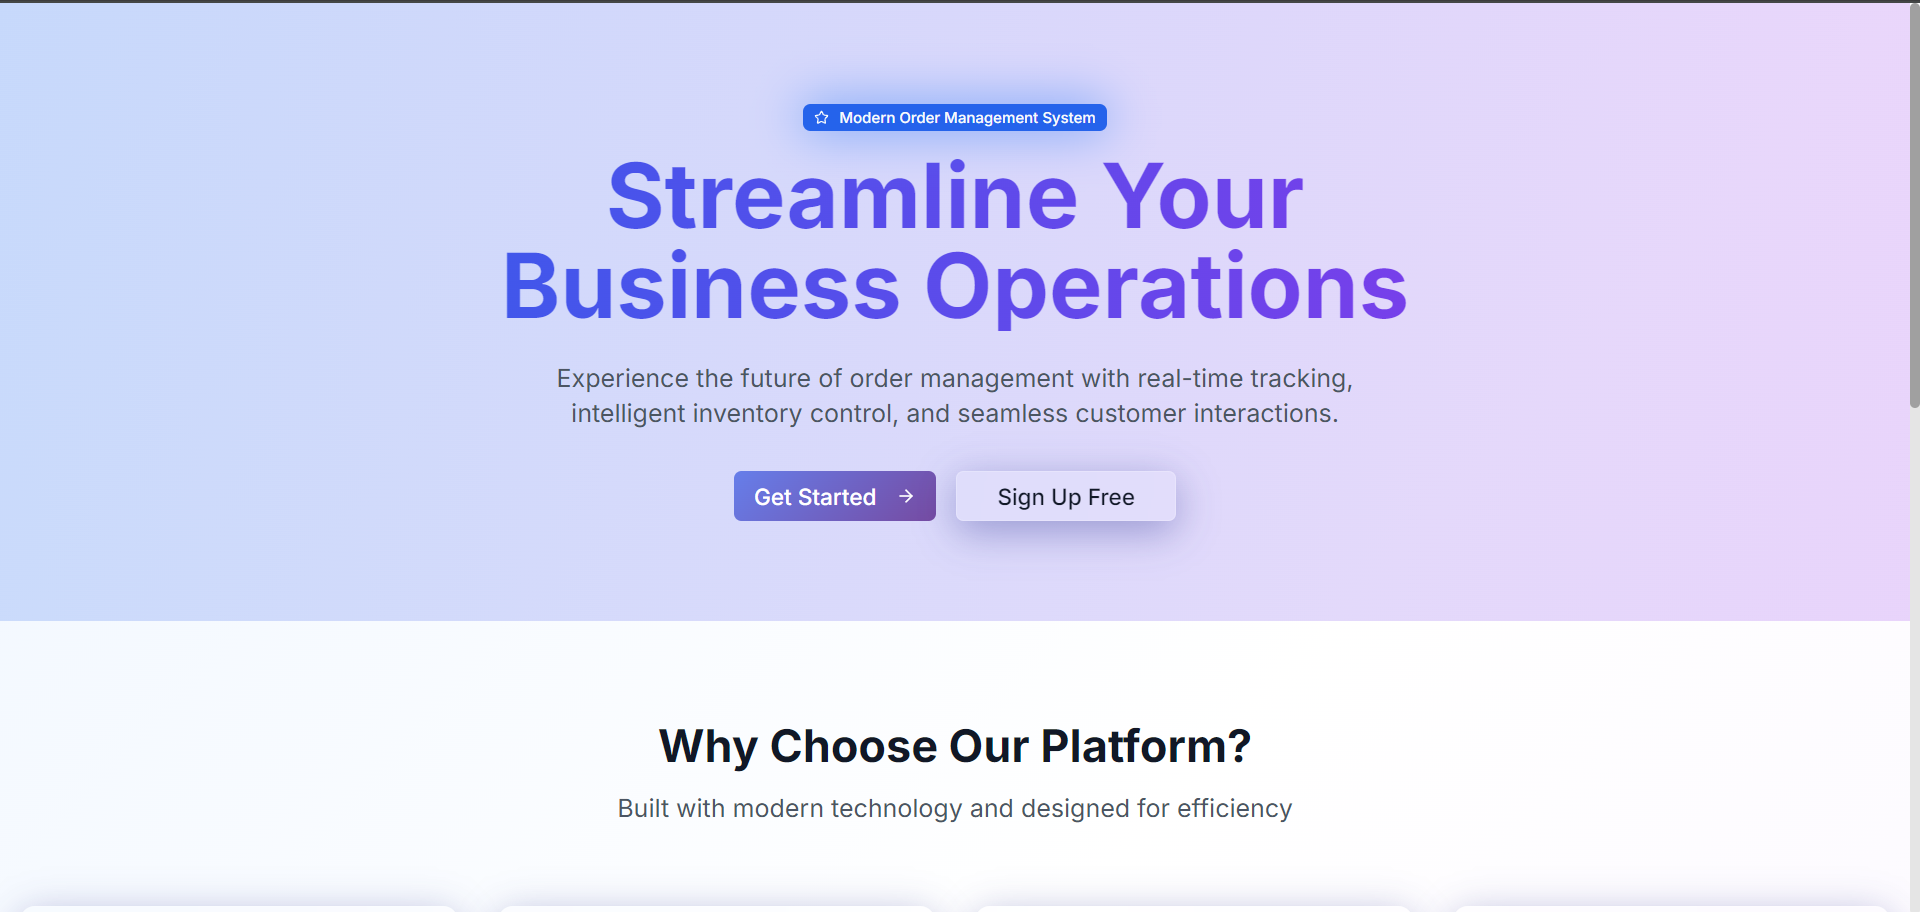 Modern Order Management System
Streamline Your
Business Operations
Experience the future of order management with real-time tracking,
intelligent inventory control, and seamless customer interactions.
Get Started
Sign Up Free
Why Choose Our Platform?
Built with modern technology and designed for efficiency